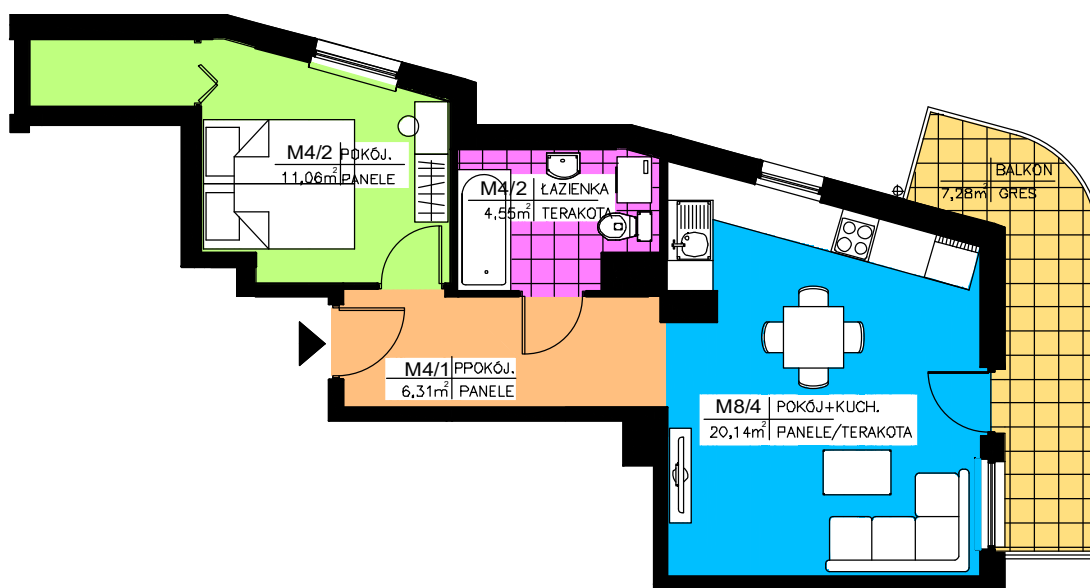 M4/2 POKÓJ.
11,06m² PANELE
M4/2 ŁAZIENKA
4,55m² TERAKOTA
BALKON
7,28m² GRES
M4/1 PPOKÓJ.
6,31m² PANELE
M8/4 POKÓJ+KUCH.
20,14m² PANELE/TERAKOTA